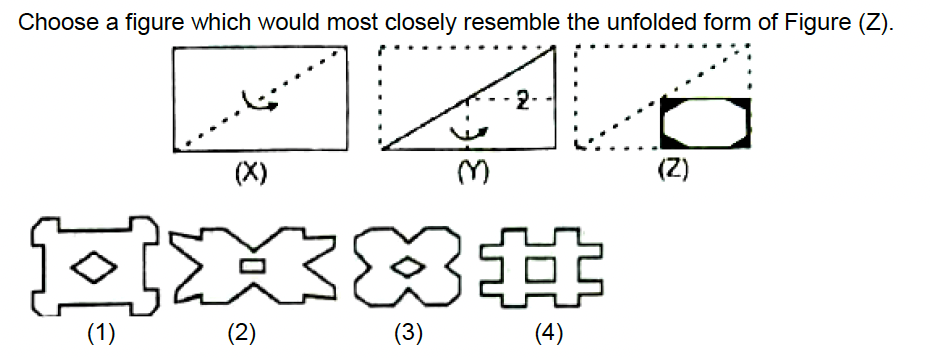 Choose a figure which would most closely resemble the unfolded form of Figure (Z).
2
(X) (Y) (Z)
(1) (2) (3) (4)